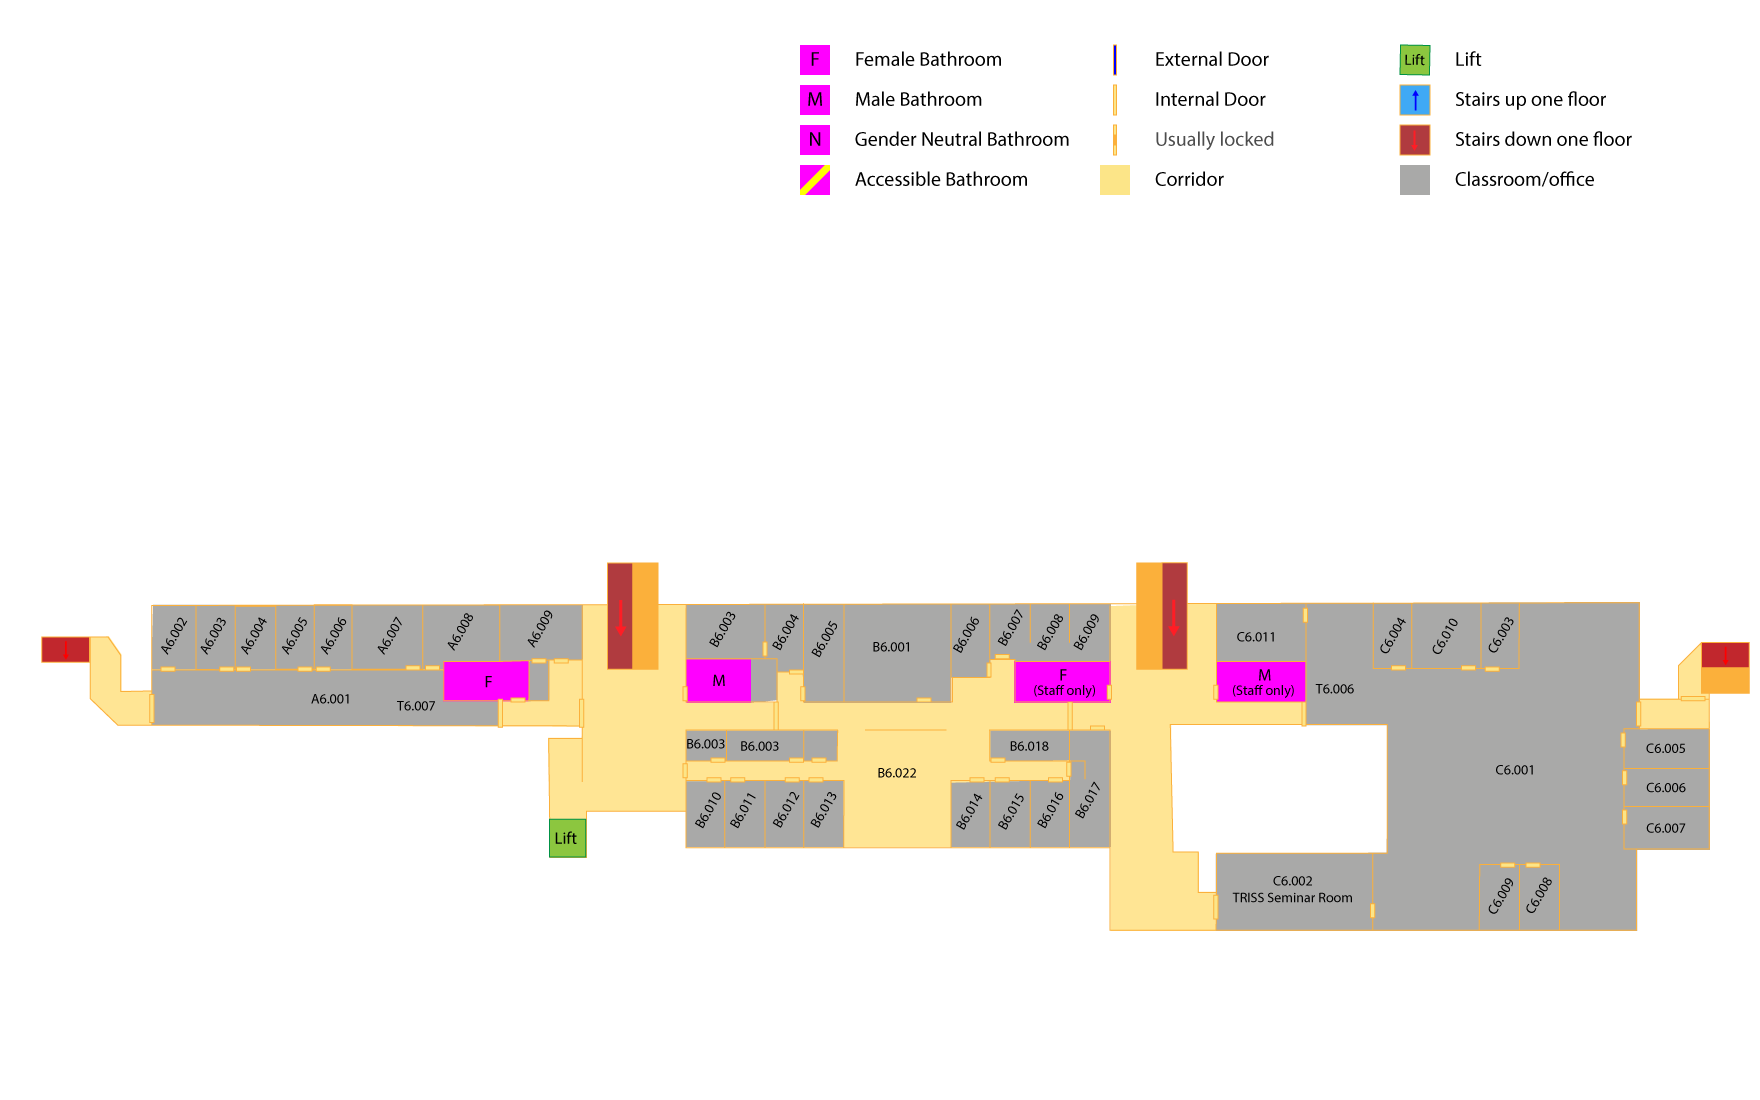 F Female Bathroom External Door Lift Lift
M Male Bathroom Internal Door Stairs up one floor
N Gender Neutral Bathroom Usually locked Stairs down one floor
Accessible Bathroom Corridor Classroom/office
A6.002
A6.003
A6.004
A6.005
A6.006
A6.007
A6.008
A6.009
F
A6.001
T6.007
Lift
B6.003
B6.004
B6.005
B6.001
B6.006
B6.007
B6.008
B6.009
M
F
(Staff only)
B6.003
B6.003
B6.018
B6.022
B6.010
B6.011
B6.012
B6.013
B6.014
B6.015
B6.016
B6.017
C6.011
C6.004
C6.010
C6.003
M
(Staff only)
T6.006
C6.001
C6.005
C6.006
C6.007
C6.002
TRISS Seminar Room
C6.009
C6.008